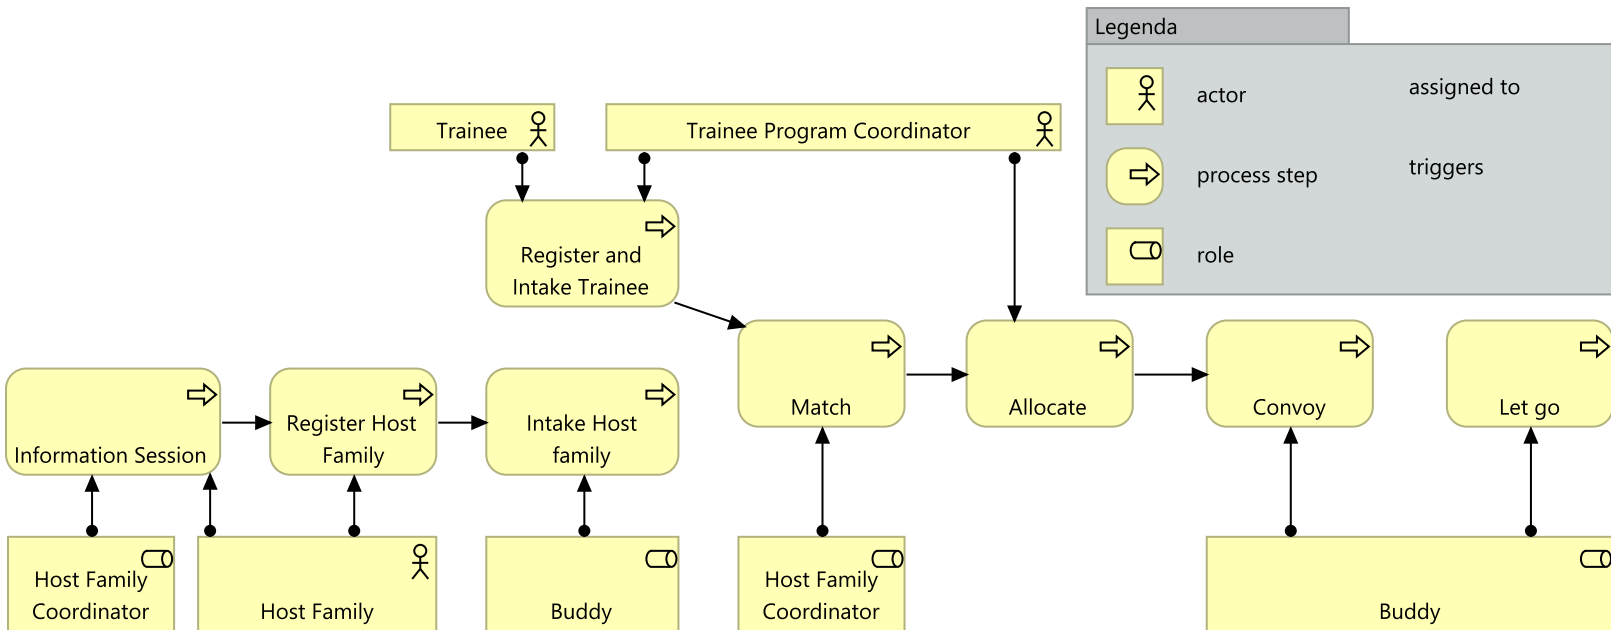 Legenda
actor
assigned to
process step
triggers
role
Trainee
Trainee Program Coordinator
Register and
Intake Trainee
Match
Allocate
Convoy
Let go
Information Session
Register Host
Family
Intake Host
family
Host Family
Coordinator
Host Family
Buddy
Host Family
Coordinator
Buddy